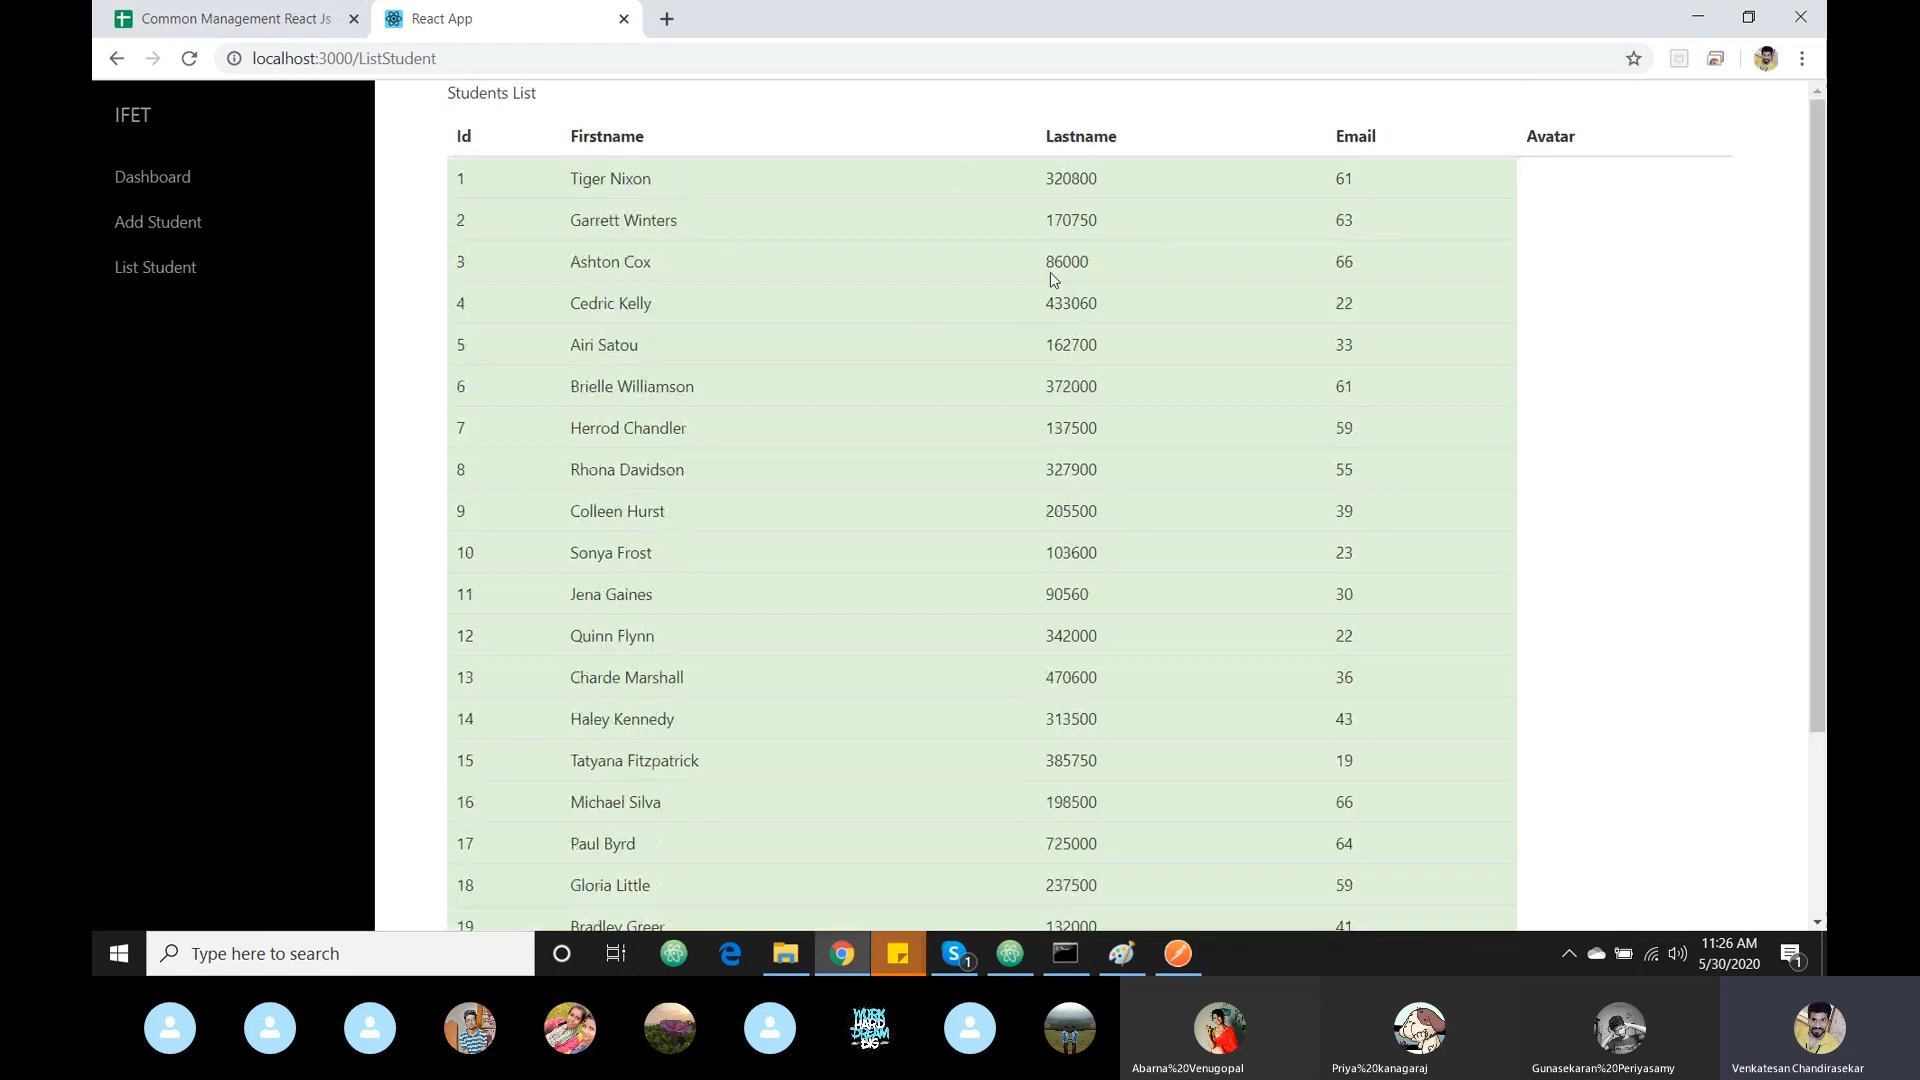 Common Management React Js
React App
localhost:3000/ListStudent
IFET
Dashboard
Add Student
List Student
Students List
Id Firstname Lastname Email Avatar
1 Tiger Nixon 320800 61
2 Garrett Winters 170750 63
3 Ashton Cox 86000 66
4 Cedric Kelly 433060 22
5 Airi Satou 162700 33
6 Brielle Williamson 372000 61
7 Herrod Chandler 137500 59
8 Rhona Davidson 327900 55
9 Colleen Hurst 205500 39
10 Sonya Frost 103600 23
11 Jena Gaines 90560 30
12 Quinn Flynn 342000 22
13 Charde Marshall 470600 36
14 Haley Kennedy 313500 43
15 Tatyana Fitzpatrick 385750 19
16 Michael Silva 198500 66
17 Paul Byrd 725000 64
18 Gloria Little 237500 59
19 Bradley Greer 132000 41
Type here to search
S 1
11:26 AM
5/30/2020
1
WORK HARD DREAM BIG
Abarna%20Venugopal
Priya%20kanagaraj
Gunasekaran%20Periyasamy
Venkatesan Chandirasekar